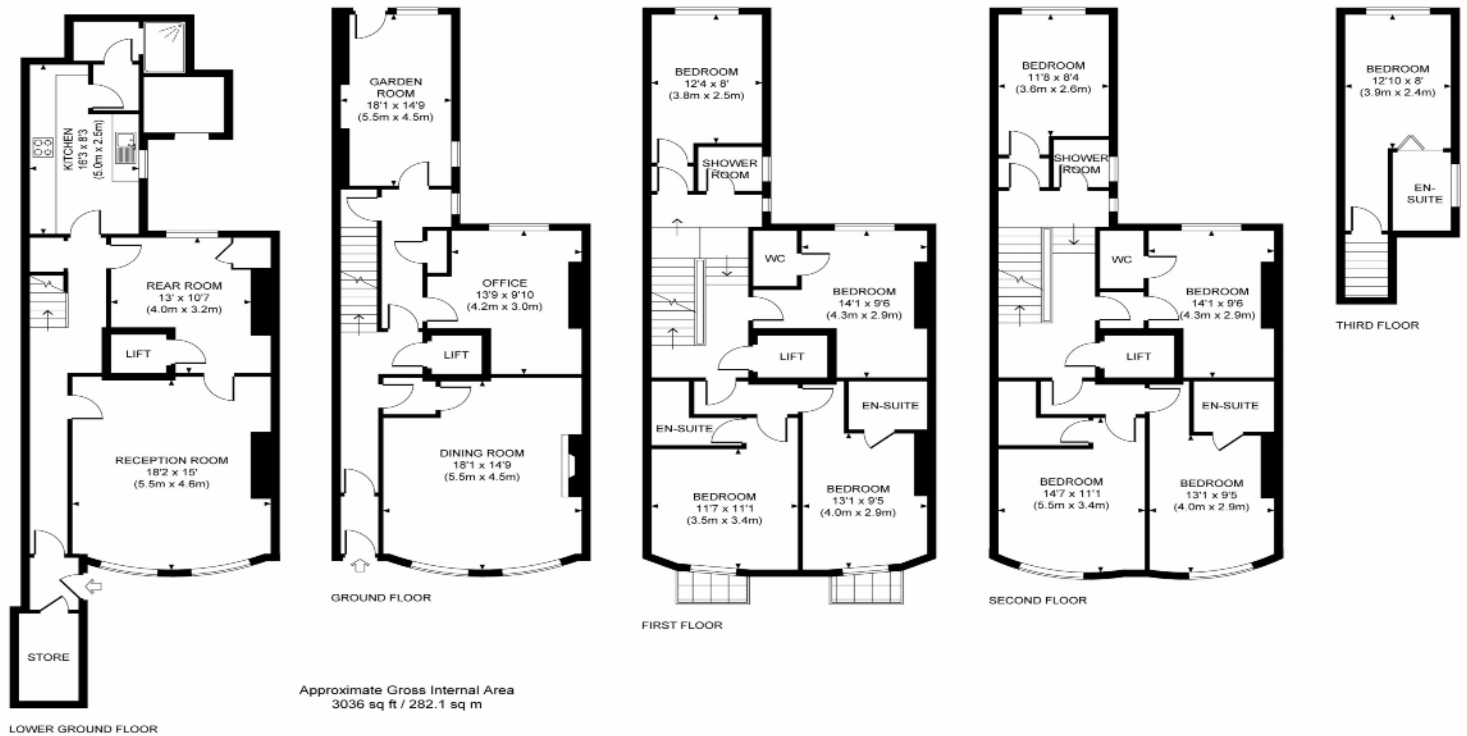 KITCHEN
16'3 x 8'3
(5.0m x 2.5m)
REAR ROOM
13' x 10'7
(4.0m x 3.2m)
LIFT
RECEPTION ROOM
18'2 x 15'
(5.5m x 4.6m)
STORE
LOWER GROUND FLOOR
GARDEN
ROOM
18'1 x 14'9
(5.5m x 4.5m)
OFFICE
13'9 x 9'10
(4.2m x 3.0m)
LIFT
DINING ROOM
18'1 x 14'9
(5.5m x 4.5m)
GROUND FLOOR
Approximate Gross Internal Area
3036 sq ft / 282.1 sq m
BEDROOM
12'4 x 8'
(3.8m x 2.5m)
SHOWER
ROOM
WC
BEDROOM
14'1 x 9'6
(4.3m x 2.9m)
LIFT
EN-SUITE
EN-SUITE
BEDROOM
11'7 x 11'1
(3.5m x 3.4m)
BEDROOM
13'1 x 9'5
(4.0m x 2.9m)
FIRST FLOOR
BEDROOM
11'8 x 8'4
(3.6m x 2.6m)
SHOWER
ROOM
WC
BEDROOM
14'1 x 9'6
(4.3m x 2.9m)
LIFT
EN-SUITE
BEDROOM
14'7 x 11'1
(5.5m x 3.4m)
BEDROOM
13'1 x 9'5
(4.0m x 2.9m)
SECOND FLOOR
BEDROOM
12'10 x 8'
(3.9m x 2.4m)
EN-
SUITE
THIRD FLOOR